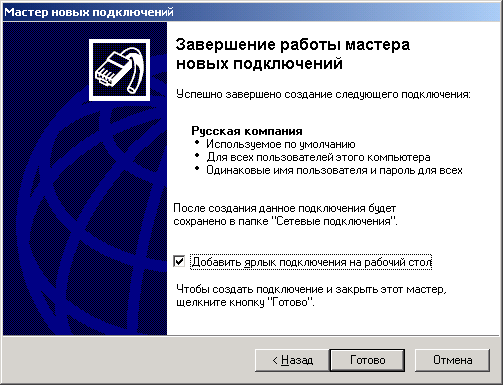 Мастер новых подключений
Завершение работы мастера
новых подключений
Успешно завершено создание следующего подключения:
Русская компания
• Используемое по умолчанию
• Для всех пользователей этого компьютера
• Одинаковые имя пользователя и пароль для всех
После создания данное подключение будет
сохранено в папке "Сетевые подключения".
Добавить ярлык подключения на рабочий стол
Чтобы создать подключение и закрыть этот мастер,
щелкните кнопку "Готово".
< Назад
Готово
Отмена